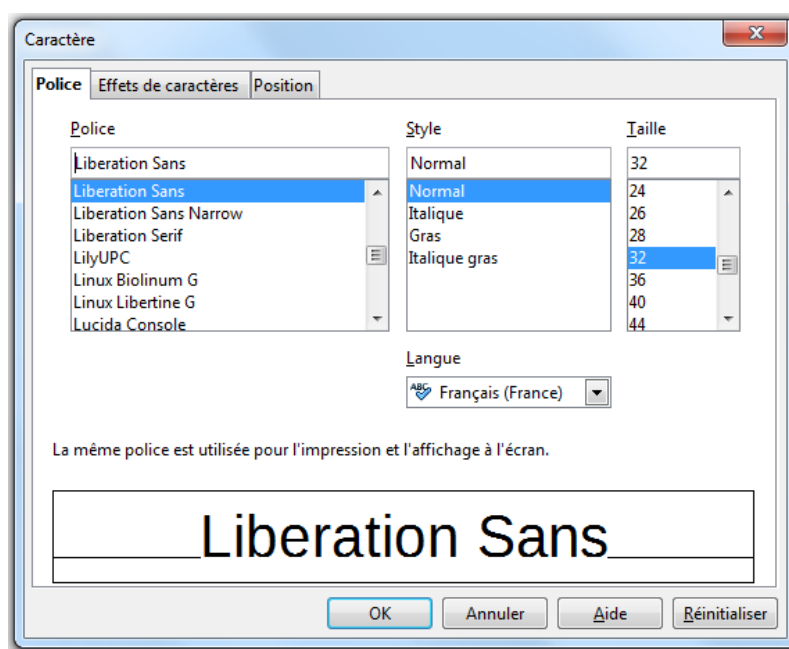 Caractère
Police Effets de caractères Position
Police Style Taille
Liberation Sans Normal 32
Liberation Sans Normal 24
Liberation Sans Narrow Italique 26
Liberation Serif Gras 28
LilyUPC Italique gras 32
Linux Biolinum G 36
Linux Libertine G 40
Lucida Console 44
Langue
ABC Français (France)
La même police est utilisée pour l'impression et l'affichage à l'écran.
Liberation Sans
OK Annuler Aide Réinitialiser